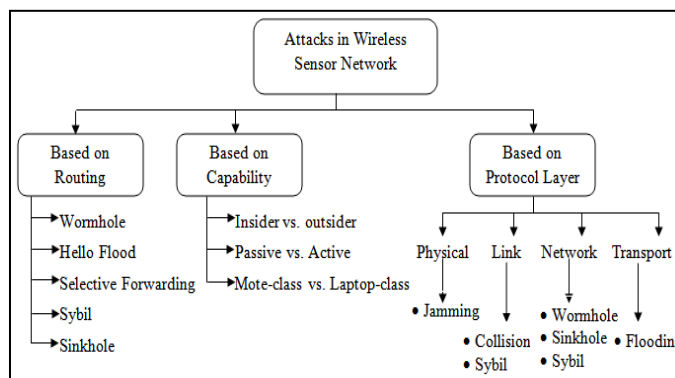 Attacks in Wireless
Sensor Network
Based on
Routing
Based on
Capability
Based on
Protocol Layer
Wormhole
Hello Flood
Selective Forwarding
Sybil
Sinkhole
Insider vs. outsider
Passive vs. Active
Mote-class vs. Laptop-class
Physical
Link
Network
Transport
• Jamming
• Collision
• Sybil
• Wormhole
• Sinkhole
• Sybil
• Floodin